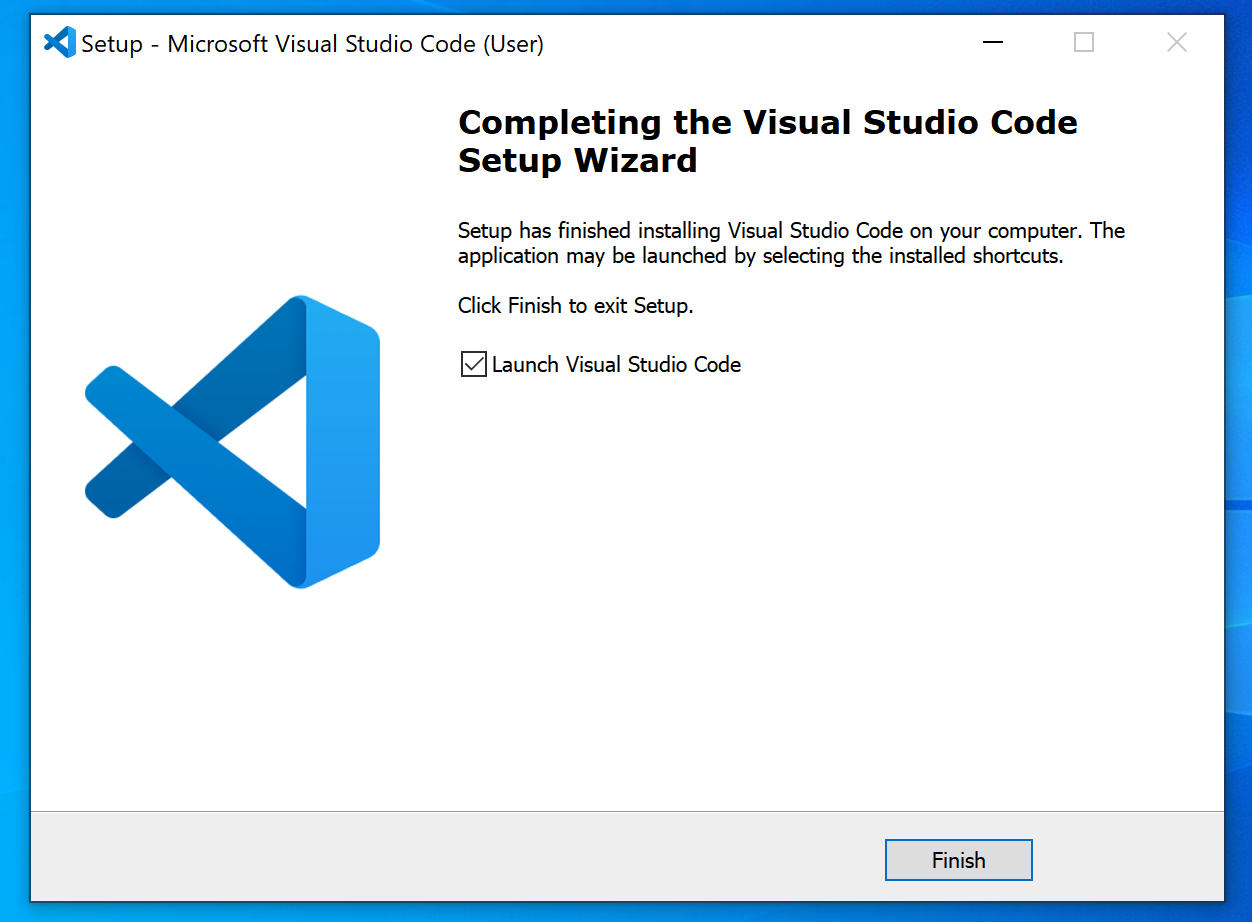 Setup - Microsoft Visual Studio Code (User)
Completing the Visual Studio Code
Setup Wizard
Setup has finished installing Visual Studio Code on your computer. The
application may be launched by selecting the installed shortcuts.
Click Finish to exit Setup.
Launch Visual Studio Code
Finish